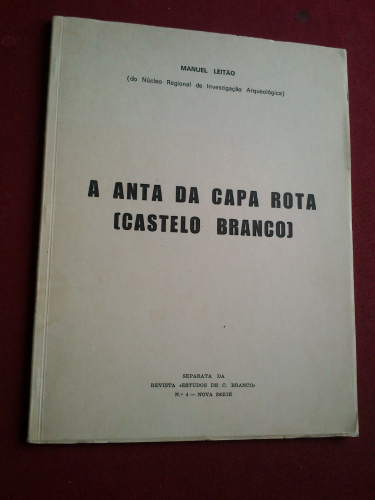 MANUEL LEITÃO
(do Núcleo Regional de Investigação Arqueológica)
A ANTA DA CAPA ROTA
(CASTELO BRANCO)
SEPARATA DA
REVISTA «ESTUDOS DE C. BRANCO»
N.º 4 — NOVA SERIE